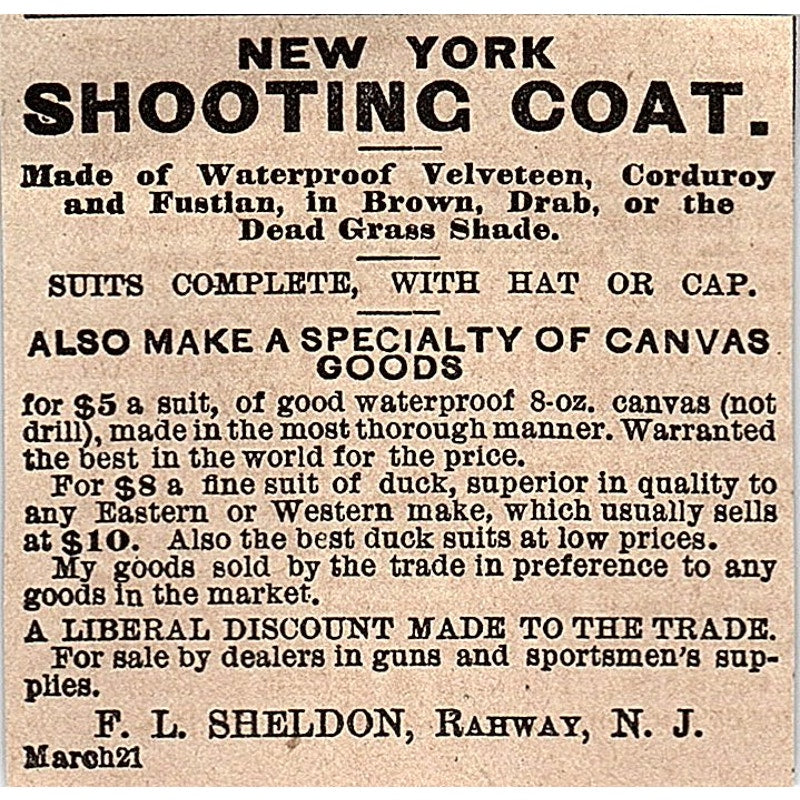 NEW YORK
SHOOTING COAT.
Made of Waterproof Velveteen, Corduroy
and Fustian, in Brown, Drab, or the
Dead Grass Shade.
SUITS COMPLETE, WITH HAT OR CAP.
ALSO MAKE A SPECIALTY OF CANVAS
GOODS
for $5 a suit, of good waterproof 8-oz. canvas (not
drill), made in the most thorough manner. Warranted
the best in the world for the price.
For $8 a fine suit of duck, superior in quality to
any Eastern or Western make, which usually sells
at $10. Also the best duck suits at low prices.
My goods sold by the trade in preference to any
goods in the market.
A LIBERAL DISCOUNT MADE TO THE TRADE.
For sale by dealers in guns and sportsmen's sup-
plies.
F. L. SHELDON, RAHWAY, N. J.
March21